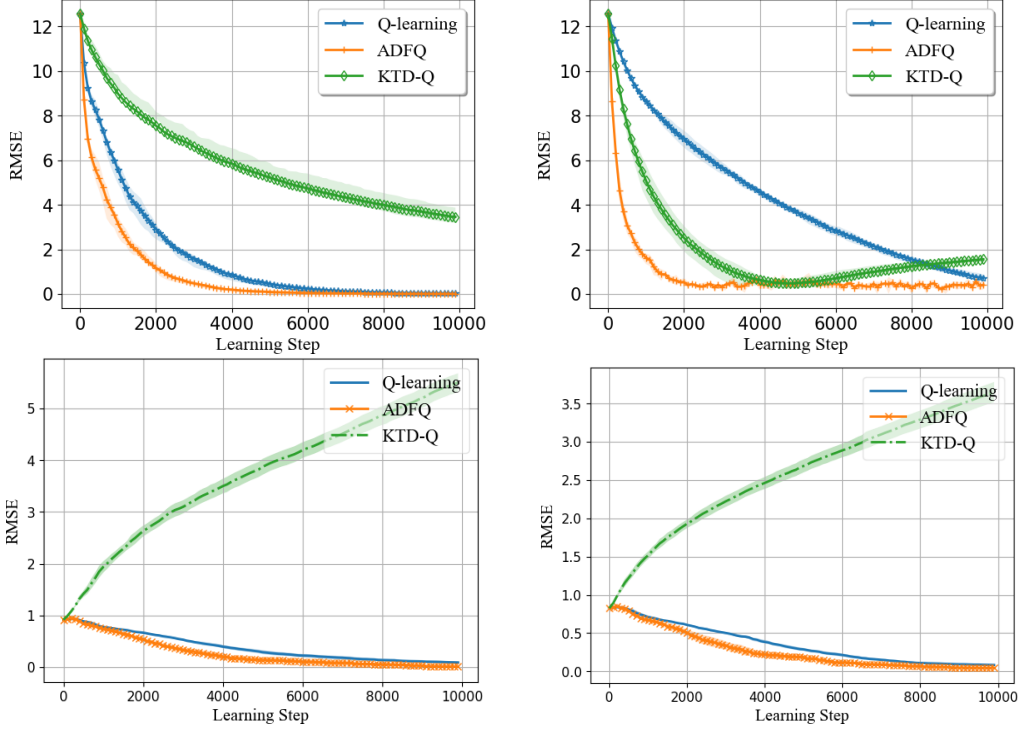 12
10
8
6
4
2
0
RMSE
Q-learning
ADFQ
KTD-Q
0 2000 4000 6000 8000 10000
Learning Step
12
10
8
6
4
2
0
RMSE
Q-learning
ADFQ
KTD-Q
0 2000 4000 6000 8000 10000
Learning Step
5
4
3
2
1
0
RMSE
Q-learning
ADFQ
KTD-Q
0 2000 4000 6000 8000 10000
Learning Step
3.5
3.0
2.5
2.0
1.5
1.0
0.5
0.0
RMSE
Q-learning
ADFQ
KTD-Q
0 2000 4000 6000 8000 10000
Learning Step